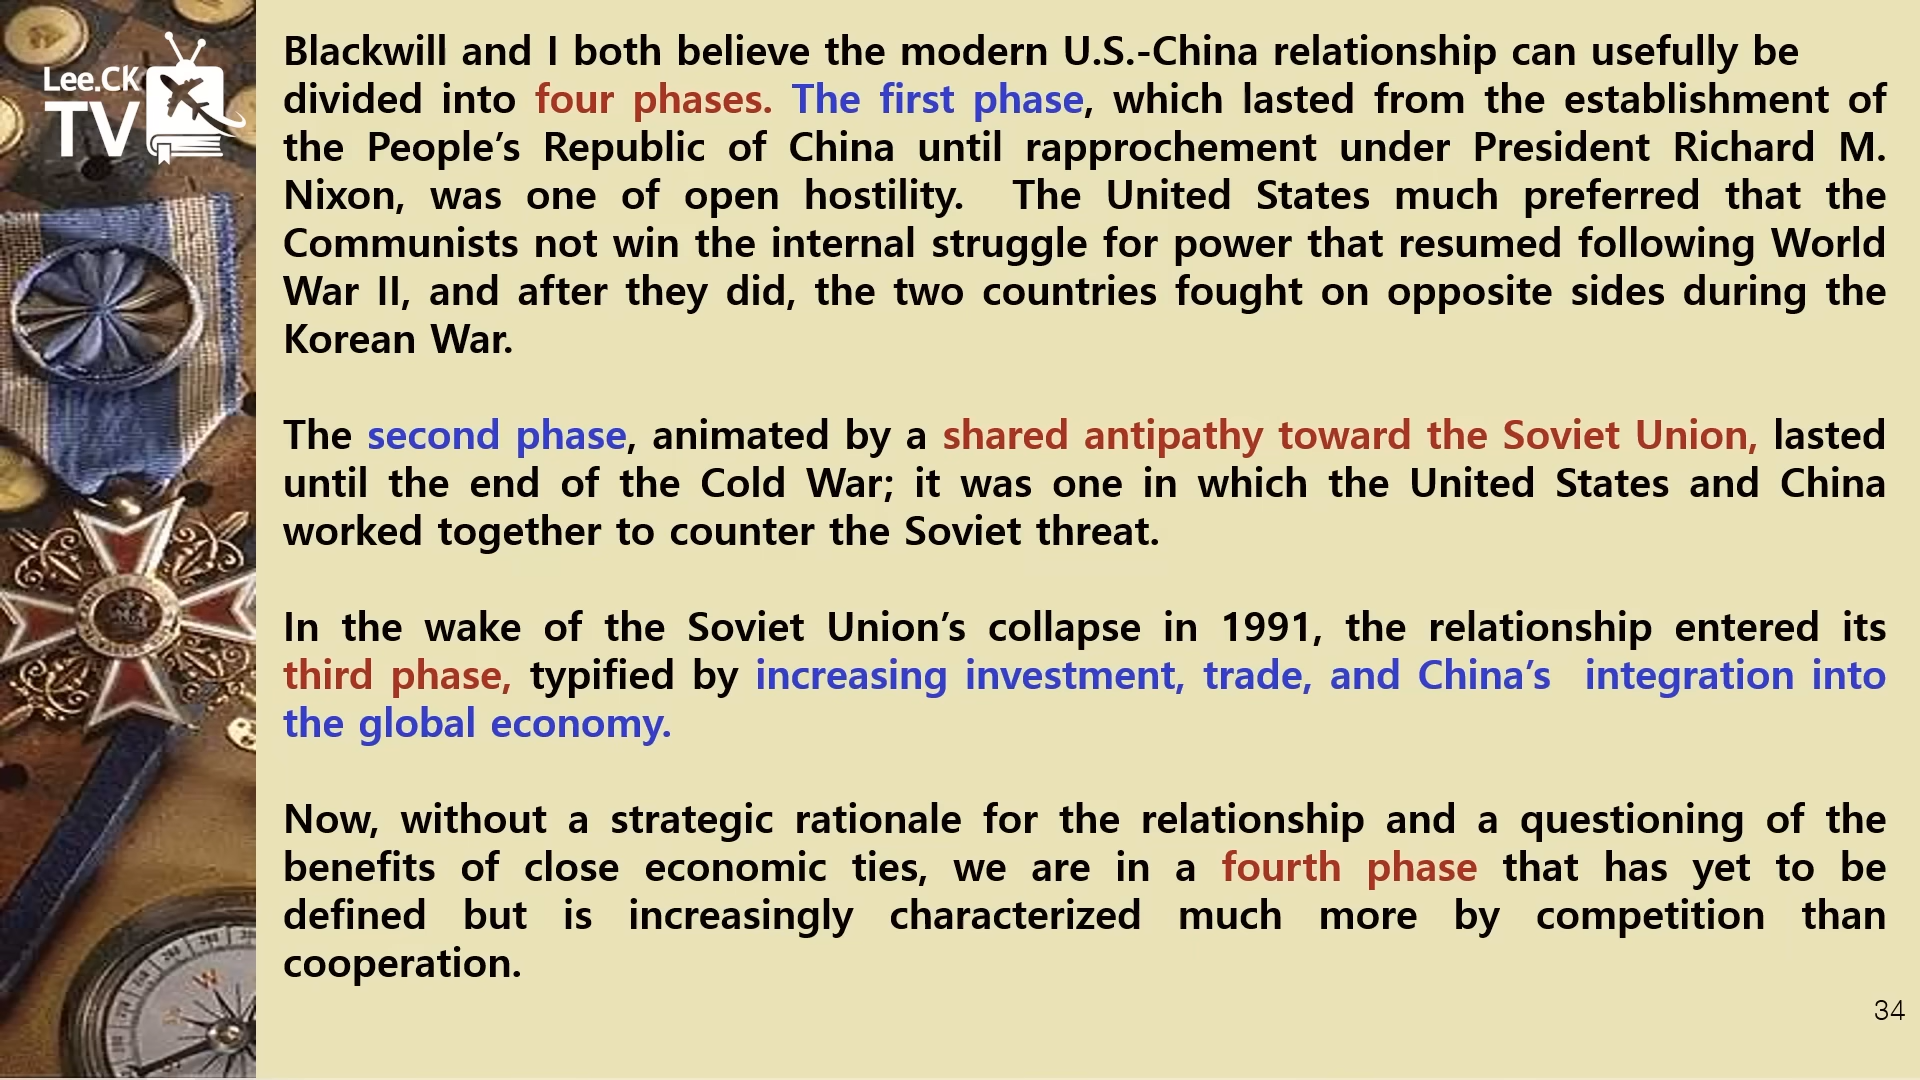 Lee.CK
TV
Blackwill and I both believe the modern U.S.-China relationship can usefully be
divided into four phases. The first phase, which lasted from the establishment of
the People’s Republic of China until rapprochement under President Richard M.
Nixon, was one of open hostility. The United States much preferred that the
Communists not win the internal struggle for power that resumed following World
War II, and after they did, the two countries fought on opposite sides during the
Korean War.
The second phase, animated by a shared antipathy toward the Soviet Union, lasted
until the end of the Cold War; it was one in which the United States and China
worked together to counter the Soviet threat.
In the wake of the Soviet Union’s collapse in 1991, the relationship entered its
third phase, typified by increasing investment, trade, and China’s integration into
the global economy.
Now, without a strategic rationale for the relationship and a questioning of the
benefits of close economic ties, we are in a fourth phase that has yet to be
defined but is increasingly characterized much more by competition than
cooperation.
34